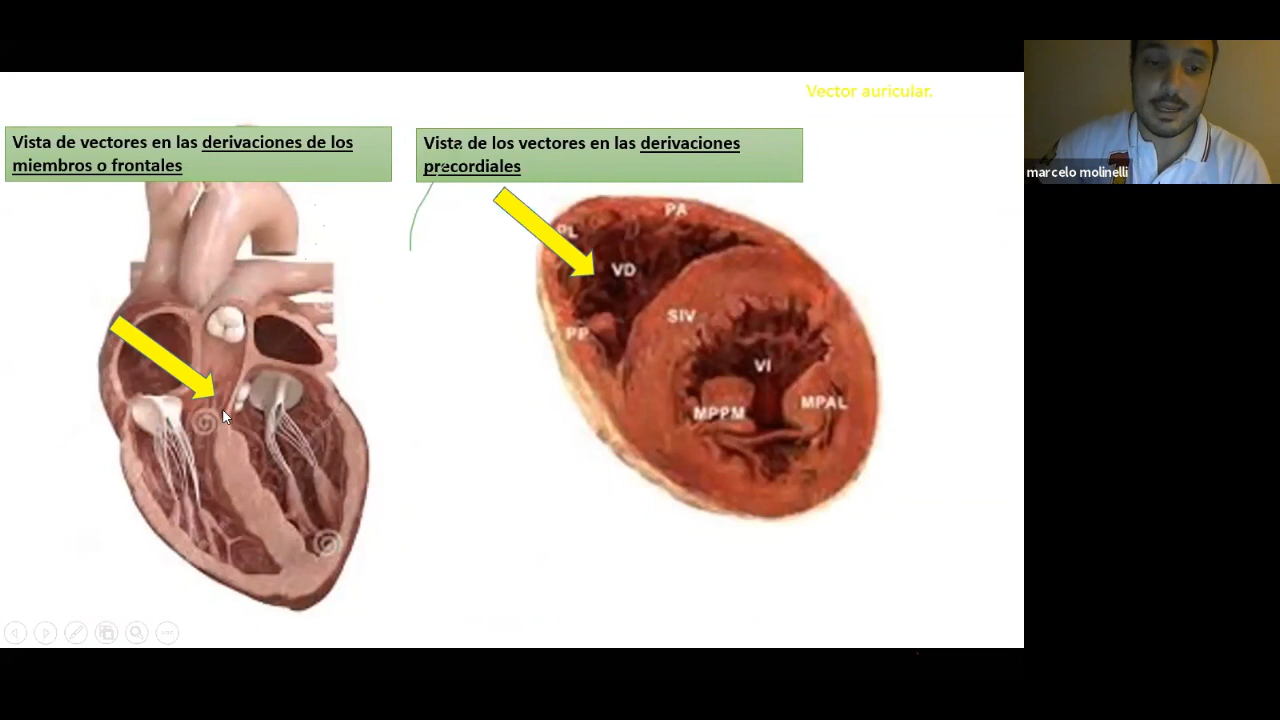 Vector auricular.
Vista de vectores en las derivaciones de los
miembros o frontales
Vista de los vectores en las derivaciones
precordiales
marcelo molinelli
PA
PL
VD
PP
SIV
VI
MPPM
MPAL